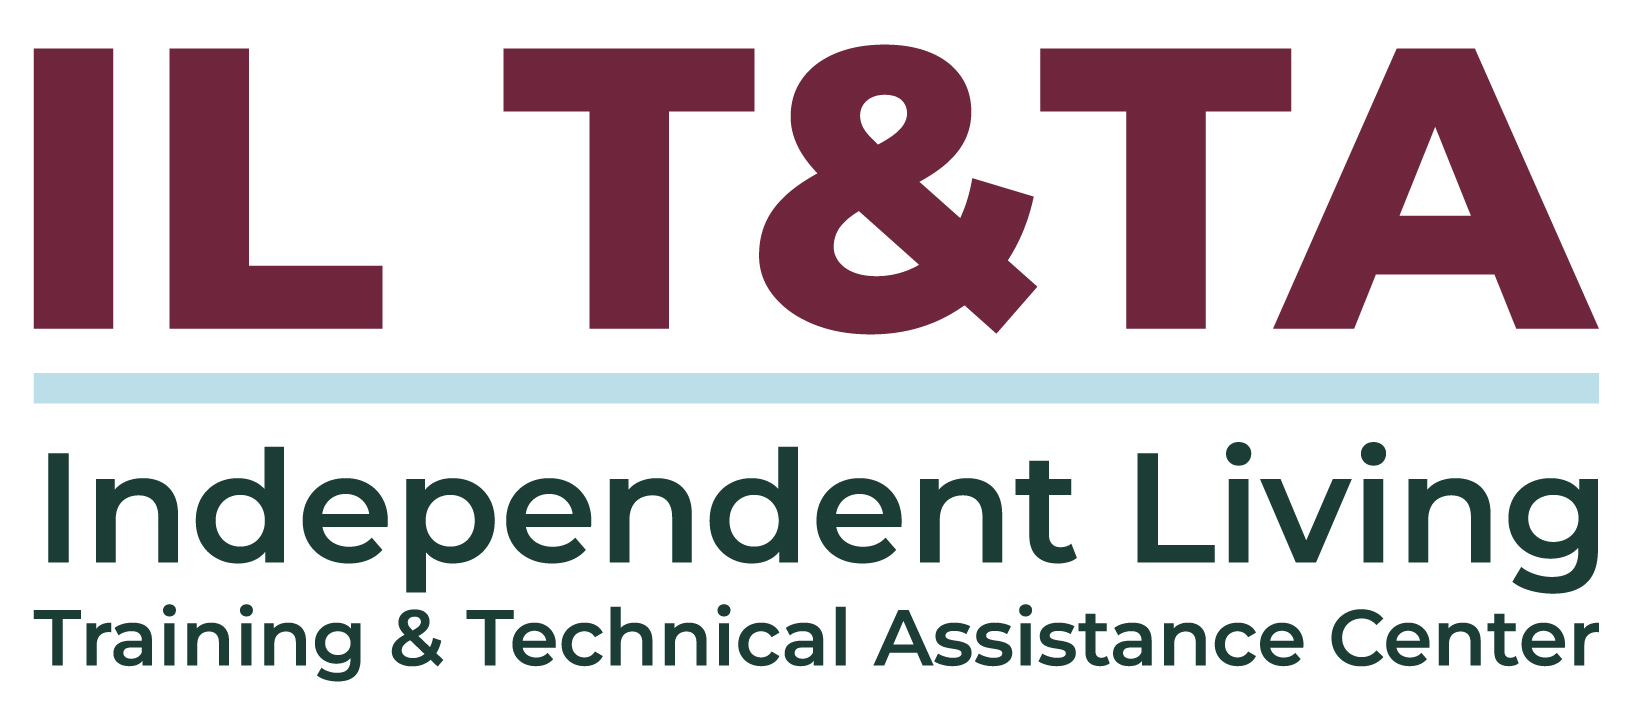 IL T&TA
Independent Living
Training & Technical Assistance Center